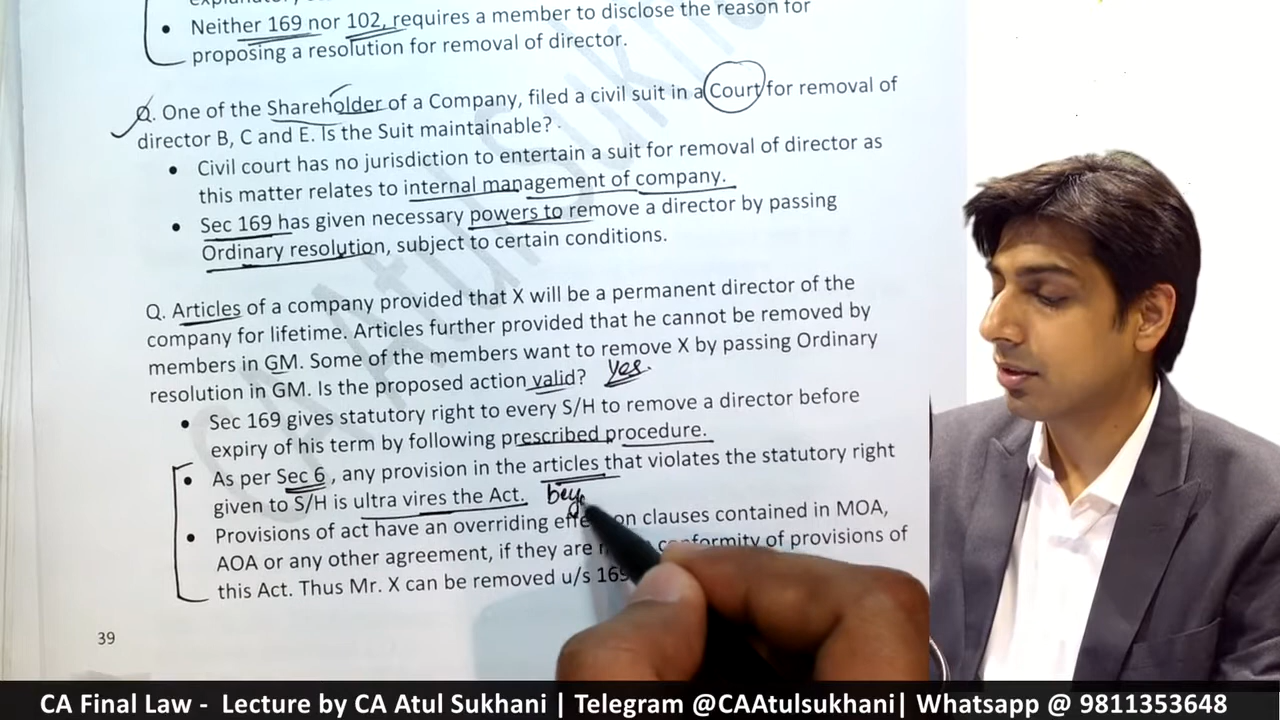 • Neither 169 nor 102, requires a member to disclose the reason for
proposing a resolution for removal of director.
Q. One of the Shareholder of a Company, filed a civil suit in a Court for removal of
director B, C and E. Is the Suit maintainable?
• Civil court has no jurisdiction to entertain a suit for removal of director as
this matter relates to internal management of company.
• Sec 169 has given necessary powers to remove a director by passing
Ordinary resolution, subject to certain conditions.
Q. Articles of a company provided that X will be a permanent director of the
company for lifetime. Articles further provided that he cannot be removed by
members in GM. Some of the members want to remove X by passing Ordinary
resolution in GM. Is the proposed action valid? Yes.
• Sec 169 gives statutory right to every S/H to remove a director before
expiry of his term by following prescribed procedure.
• As per Sec 6 , any provision in the articles that violates the statutory right
given to S/H is ultra vires the Act. bey
• Provisions of act have an overriding on clauses contained in MOA,
AOA or any other agreement, if they are conformity of provisions of
this Act. Thus Mr. X can be removed u/s 169
39
CA Atul Sukhani
CA Final Law - Lecture by CA Atul Sukhani | Telegram @CAAtulsukhani| Whatsapp @ 9811353648